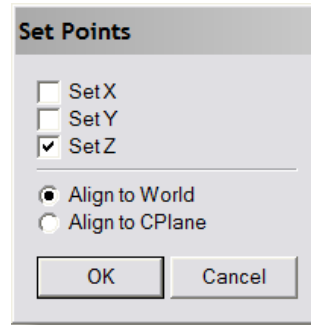 Set Points
Set X
Set Y
Set Z
Align to World
Align to CPlane
OK Cancel